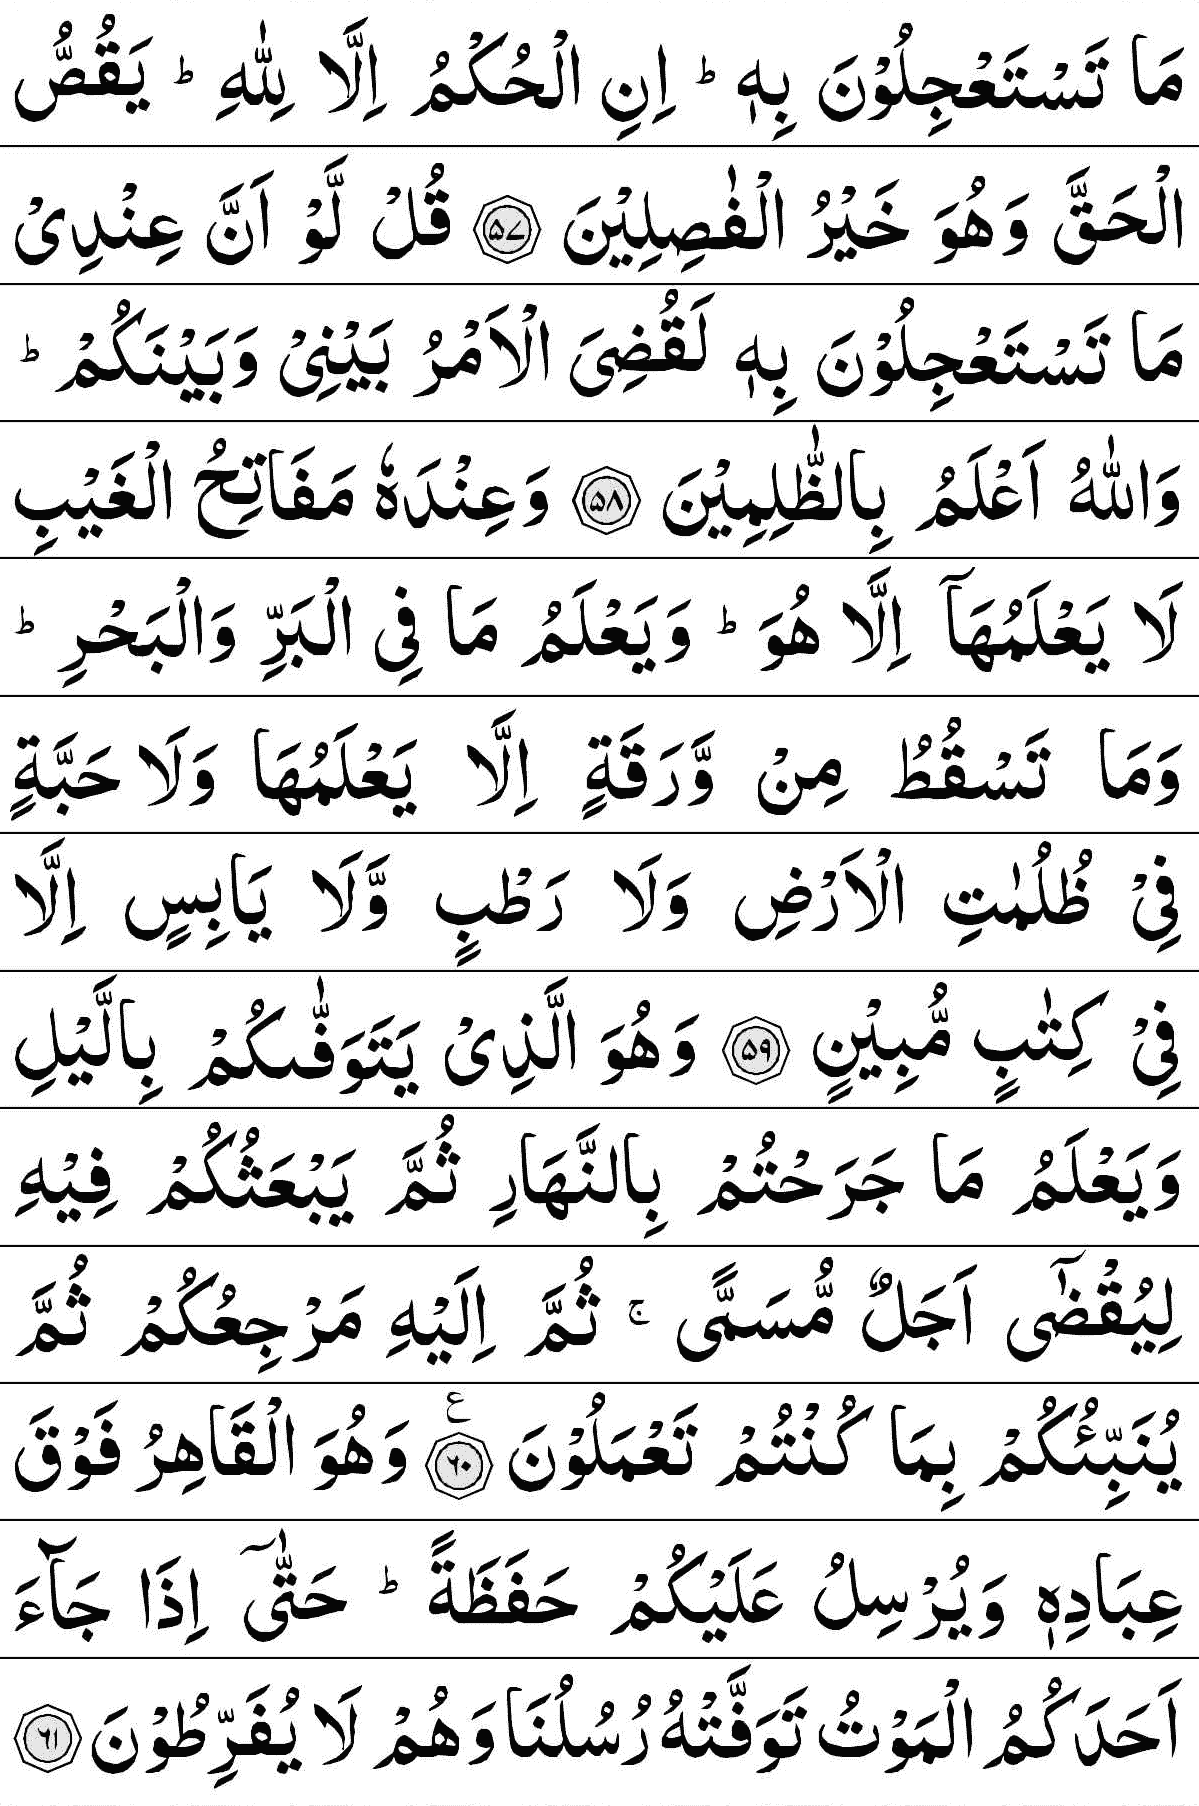 مَا تَسْتَعْجِلُوْنَ بِهٖ ؕ اِنِ الْحُكْمُ اِلَّا لِلّٰهِ ؕ يَقُصُّ
الْحَقَّ وَهُوَ خَيْرُ الْفٰصِلِيْنَ ﴿۵۷﴾ قُلْ لَّوْ اَنَّ عِنْدِيْ
مَا تَسْتَعْجِلُوْنَ بِهٖ لَقُضِيَ الْاَمْرُ بَيْنِيْ وَبَيْنَكُمْ ؕ
وَاللّٰهُ اَعْلَمُ بِالظّٰلِمِيْنَ ﴿۵۸﴾ وَعِنْدَهٗ مَفَاتِحُ الْغَيْبِ
لَا يَعْلَمُهَاۤ اِلَّا هُوَ ؕ وَيَعْلَمُ مَا فِي الْبَرِّ وَالْبَحْرِ ؕ
وَمَا تَسْقُطُ مِنْ وَّرَقَةٍ اِلَّا يَعْلَمُهَا وَلَا حَبَّةٍ
فِيْ ظُلُمٰتِ الْاَرْضِ وَلَا رَطْبٍ وَّلَا يَابِسٍ اِلَّا
فِيْ كِتٰبٍ مُّبِيْنٍ ﴿۵۹﴾ وَهُوَ الَّذِيْ يَتَوَفّٰىكُمْ بِالَّيْلِ
وَيَعْلَمُ مَا جَرَحْتُمْ بِالنَّهَارِ ثُمَّ يَبْعَثُكُمْ فِيْهِ
لِيُقْضٰۤى اَجَلٌ مُّسَمًّى ۚ ثُمَّ اِلَيْهِ مَرْجِعُكُمْ ثُمَّ
يُنَبِّئُكُمْ بِمَا كُنْتُمْ تَعْمَلُوْنَ ﴿۶۰﴾ ع وَهُوَ الْقَاهِرُ فَوْقَ
عِبَادِهٖ وَيُرْسِلُ عَلَيْكُمْ حَفَظَةً ؕ حَتّٰۤى اِذَا جَآءَ
اَحَدَكُمُ الْمَوْتُ تَوَفَّتْهُ رُسُلُنَا وَهُمْ لَا يُفَرِّطُوْنَ ﴿۶۱﴾